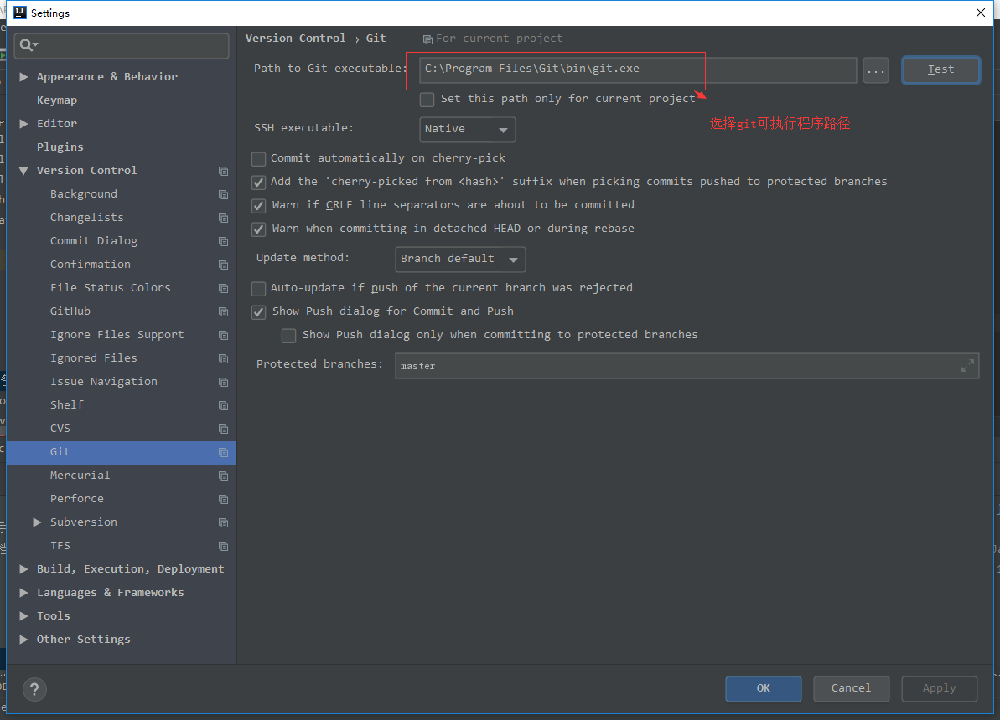 Settings
Version Control › Git
For current project
Appearance & Behavior
Keymap
Editor
Plugins
Version Control
Background
Changelists
Commit Dialog
Confirmation
File Status Colors
GitHub
Ignore Files Support
Ignored Files
Issue Navigation
Shelf
CVS
Git
Mercurial
Perforce
Subversion
TFS
Build, Execution, Deployment
Languages & Frameworks
Tools
Other Settings
Path to Git executable: C:\Program Files\Git\bin\git.exe ... Test
Set this path only for current project
选择git可执行程序路径
SSH executable: Native
Commit automatically on cherry-pick
Add the 'cherry-picked from <hash>' suffix when picking commits pushed to protected branches
Warn if CRLF line separators are about to be committed
Warn when committing in detached HEAD or during rebase
Update method: Branch default
Auto-update if push of the current branch was rejected
Show Push dialog for Commit and Push
Show Push dialog only when committing to protected branches
Protected branches: master
? OK Cancel Apply